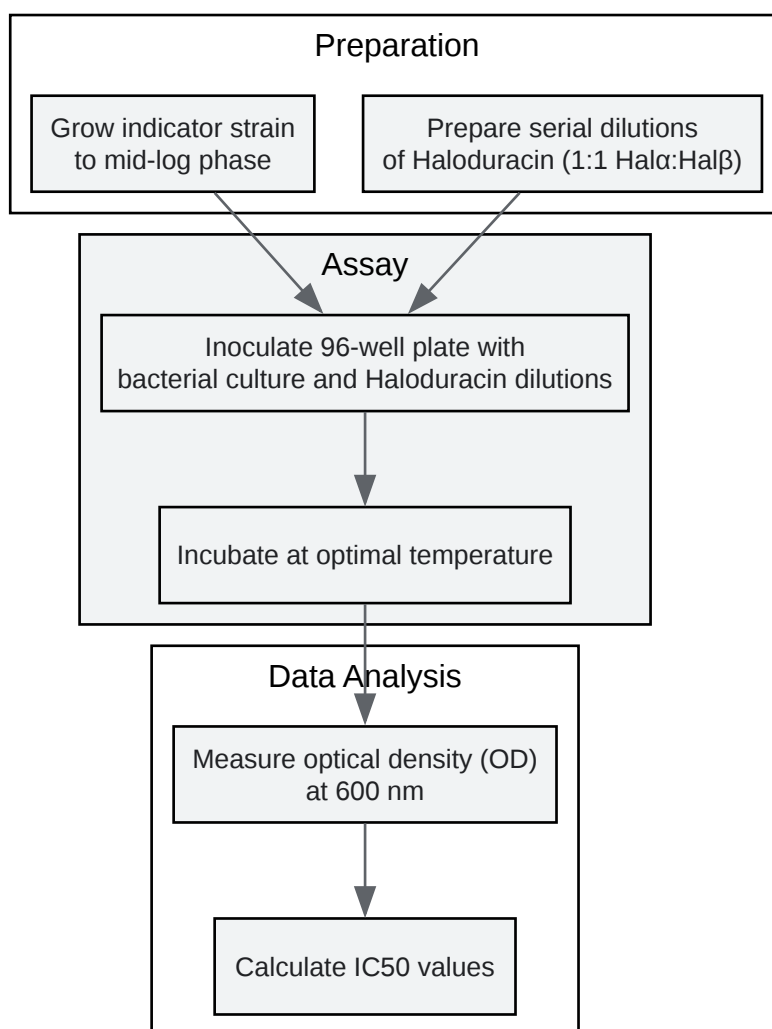 Preparation
Grow indicator strain
to mid-log phase
Prepare serial dilutions
of Haloduracin (1:1 Halα:Halβ)
Assay
Inoculate 96-well plate with
bacterial culture and Haloduracin dilutions
Incubate at optimal temperature
Data Analysis
Measure optical density (OD)
at 600 nm
Calculate IC50 values